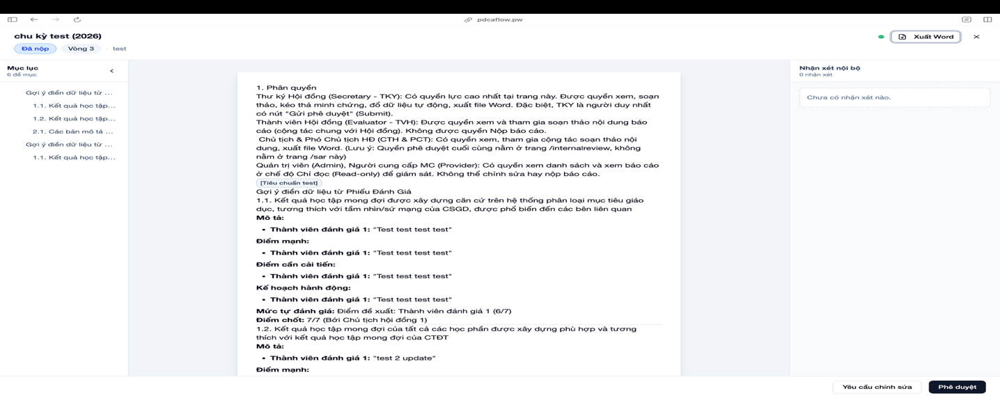 pdcaflow.pw
chu kỳ test (2026)
Đã nộp Vòng 3 · test
Xuất Word
Mục lục
6 đề mục
Gợi ý điền dữ liệu từ ...
1.1. Kết quả học tập...
1.2. Kết quả học tập...
2.1. Các bản mô tả ...
Gợi ý điền dữ liệu từ ...
1.1. Kết quả học tập...
1. Phân quyền
Thư ký Hội đồng (Secretary - TKY): Có quyền lực cao nhất tại trang này. Được quyền xem, soạn
thảo, kéo thả minh chứng, đổ dữ liệu tự động, xuất file Word. Đặc biệt, TKY là người duy nhất
có nút "Gửi phê duyệt" (Submit).
Thành viên Hội đồng (Evaluator - TVH): Được quyền xem và tham gia soạn thảo nội dung báo
cáo (cộng tác chung với Hội đồng). Không được quyền Nộp báo cáo.
Chủ tịch & Phó Chủ tịch HĐ (CTH & PCT): Có quyền xem, tham gia cộng tác soạn thảo nội
dung, xuất file Word. (Lưu ý: Quyền phê duyệt cuối cùng nằm ở trang /internalreview, không
nằm ở trang /sar này)
Quản trị viên (Admin), Người cung cấp MC (Provider): Có quyền xem danh sách và xem báo cáo
ở chế độ Chỉ đọc (Read-only) để giám sát. Không thể chỉnh sửa hay nộp báo cáo.
[Tiêu chuẩn test]
Gợi ý điền dữ liệu từ Phiếu Đánh Giá
1.1. Kết quả học tập mong đợi được xây dựng căn cứ trên hệ thống phân loại mục tiêu giáo
dục, tương thích với tầm nhìn/sứ mạng của CSGD, được phổ biến đến các bên liên quan
Mô tả:
• Thành viên đánh giá 1: "Test test test test"
Điểm mạnh:
• Thành viên đánh giá 1: "Test test test test"
Điểm cần cải tiến:
• Thành viên đánh giá 1: "Test test test test"
Kế hoạch hành động:
• Thành viên đánh giá 1: "Test test test test"
Mức tự đánh giá: Điểm đề xuất: Thành viên đánh giá 1 (6/7)
Điểm chốt: 7/7 (Bởi Chủ tịch hội đồng 1)
1.2. Kết quả học tập mong đợi của tất cả các học phần được xây dựng phù hợp và tương
thích với kết quả học tập mong đợi của CTĐT
Mô tả:
• Thành viên đánh giá 1: "test 2 update"
Điểm mạnh:
Nhận xét nội bộ
0 nhận xét
Chưa có nhận xét nào.
Yêu cầu chỉnh sửa
Phê duyệt